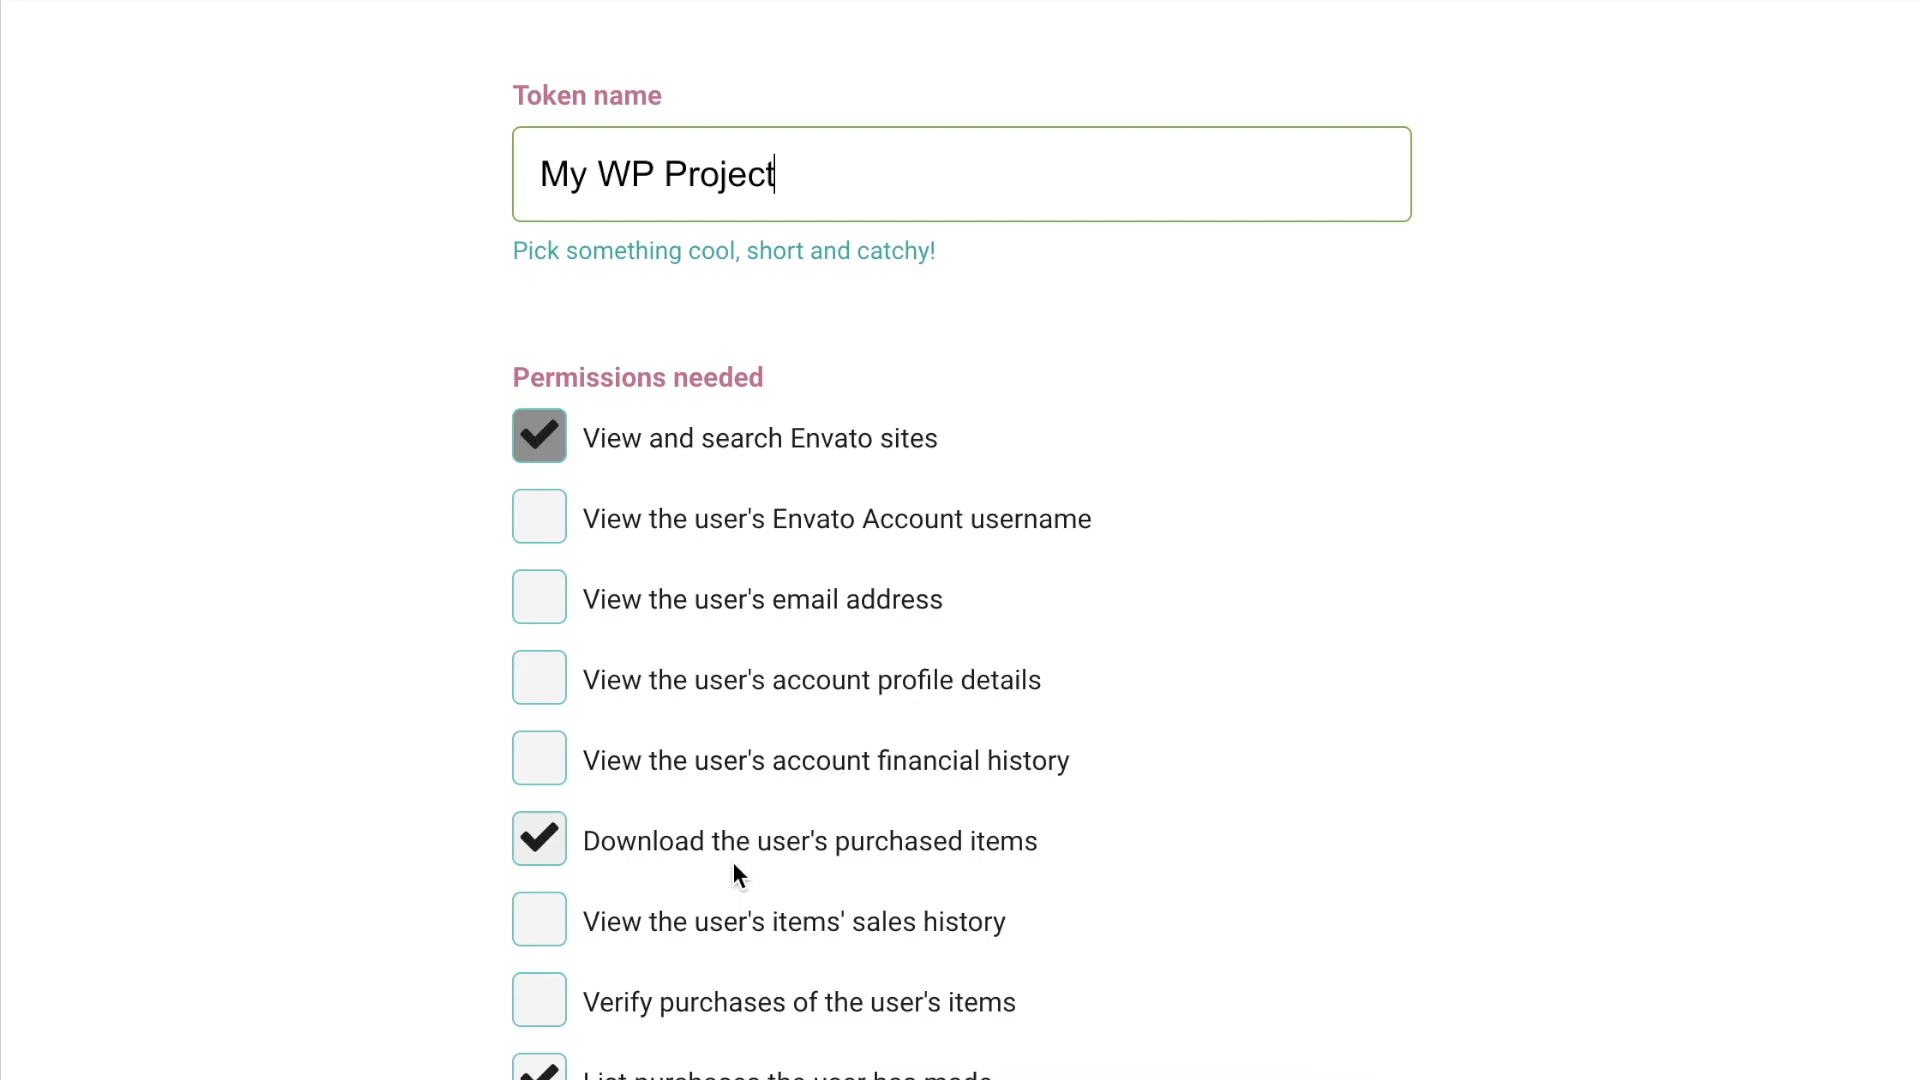 Token name
My WP Project
Pick something cool, short and catchy!
Permissions needed
View and search Envato sites
View the user's Envato Account username
View the user's email address
View the user's account profile details
View the user's account financial history
Download the user's purchased items
View the user's items' sales history
Verify purchases of the user's items
List purchases the user has made